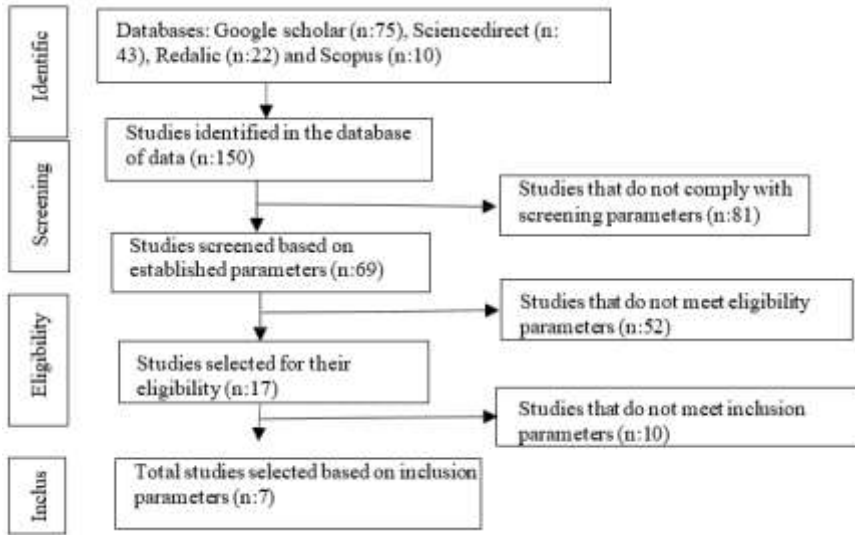 Identific
Databases: Google scholar (n:75), Sciencedirect (n:
43), Redalic (n:22) and Scopus (n:10)
Studies identified in the database
of data (n:150)
Screening
Studies that do not comply with
screening parameters (n:81)
Studies screened based on
established parameters (n:69)
Eligibility
Studies that do not meet eligibility
parameters (n:52)
Studies selected for their
eligibility (n:17)
Studies that do not meet inclusion
parameters (n:10)
Inclus
Total studies selected based on inclusion
parameters (n:7)